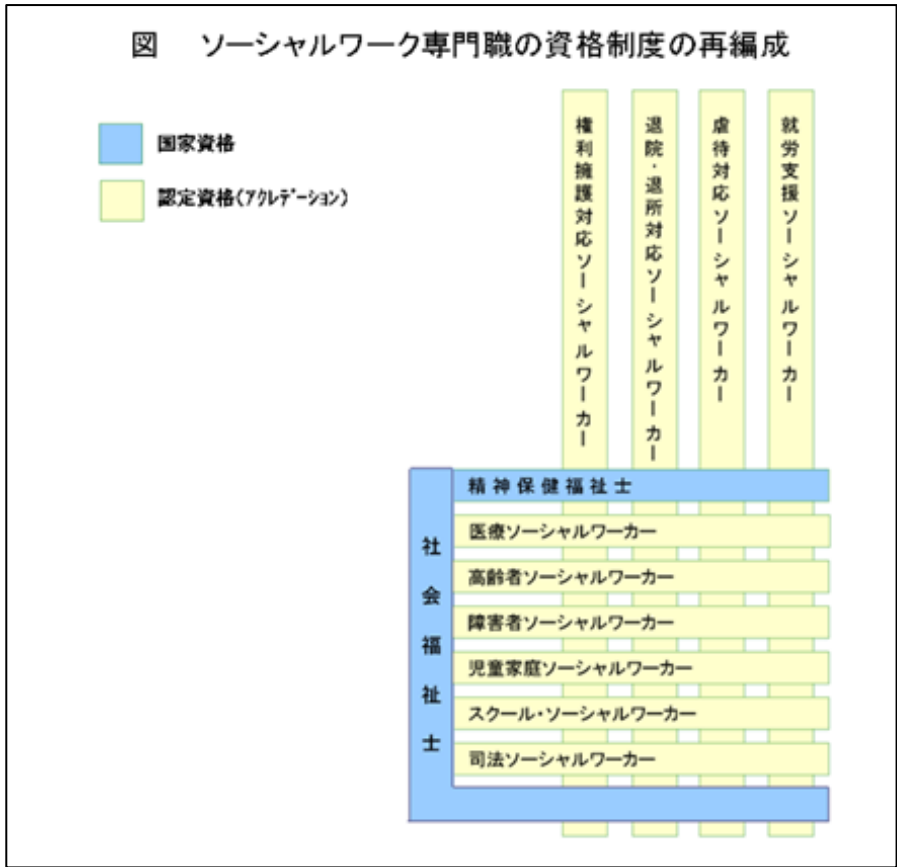 図 ソーシャルワーク専門職の資格制度の再編成
国家資格
認定資格(ｱｸﾚﾃﾞｰｼｮﾝ)
権利擁護対応ソーシャルワーカー
退院・退所対応ソーシャルワーカー
虐待対応ソーシャルワーカー
就労支援ソーシャルワーカー
社会福祉士
精神保健福祉士
医療ソーシャルワーカー
高齢者ソーシャルワーカー
障害者ソーシャルワーカー
児童家庭ソーシャルワーカー
スクール・ソーシャルワーカー
司法ソーシャルワーカー